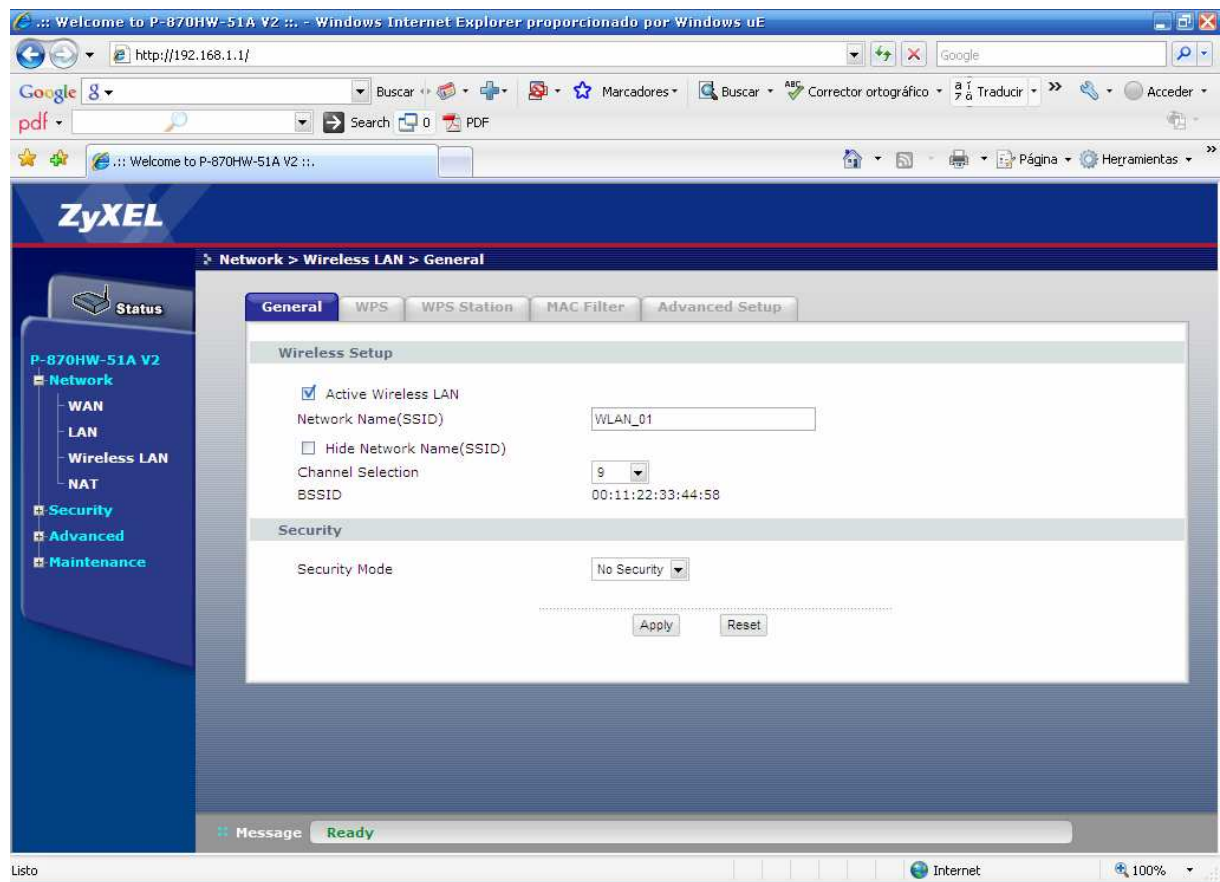 .:: Welcome to P-870HW-51A V2 ::. - Windows Internet Explorer proporcionado por Windows uE
http://192.168.1.1/
Google
Google
Buscar
Marcadores
Buscar
Corrector ortográfico
Traducir
Acceder
pdf
Search
0
PDF
.:: Welcome to P-870HW-51A V2 ::.
Página
Herramientas
ZyXEL
Network > Wireless LAN > General
Status
General
WPS
WPS Station
MAC Filter
Advanced Setup
P-870HW-51A V2
Network
WAN
LAN
Wireless LAN
NAT
Security
Advanced
Maintenance
Wireless Setup
Active Wireless LAN
Network Name(SSID)
WLAN_01
Hide Network Name(SSID)
Channel Selection
9
BSSID
00:11:22:33:44:58
Security
Security Mode
No Security
Apply
Reset
Message
Ready
Listo
Internet
100%